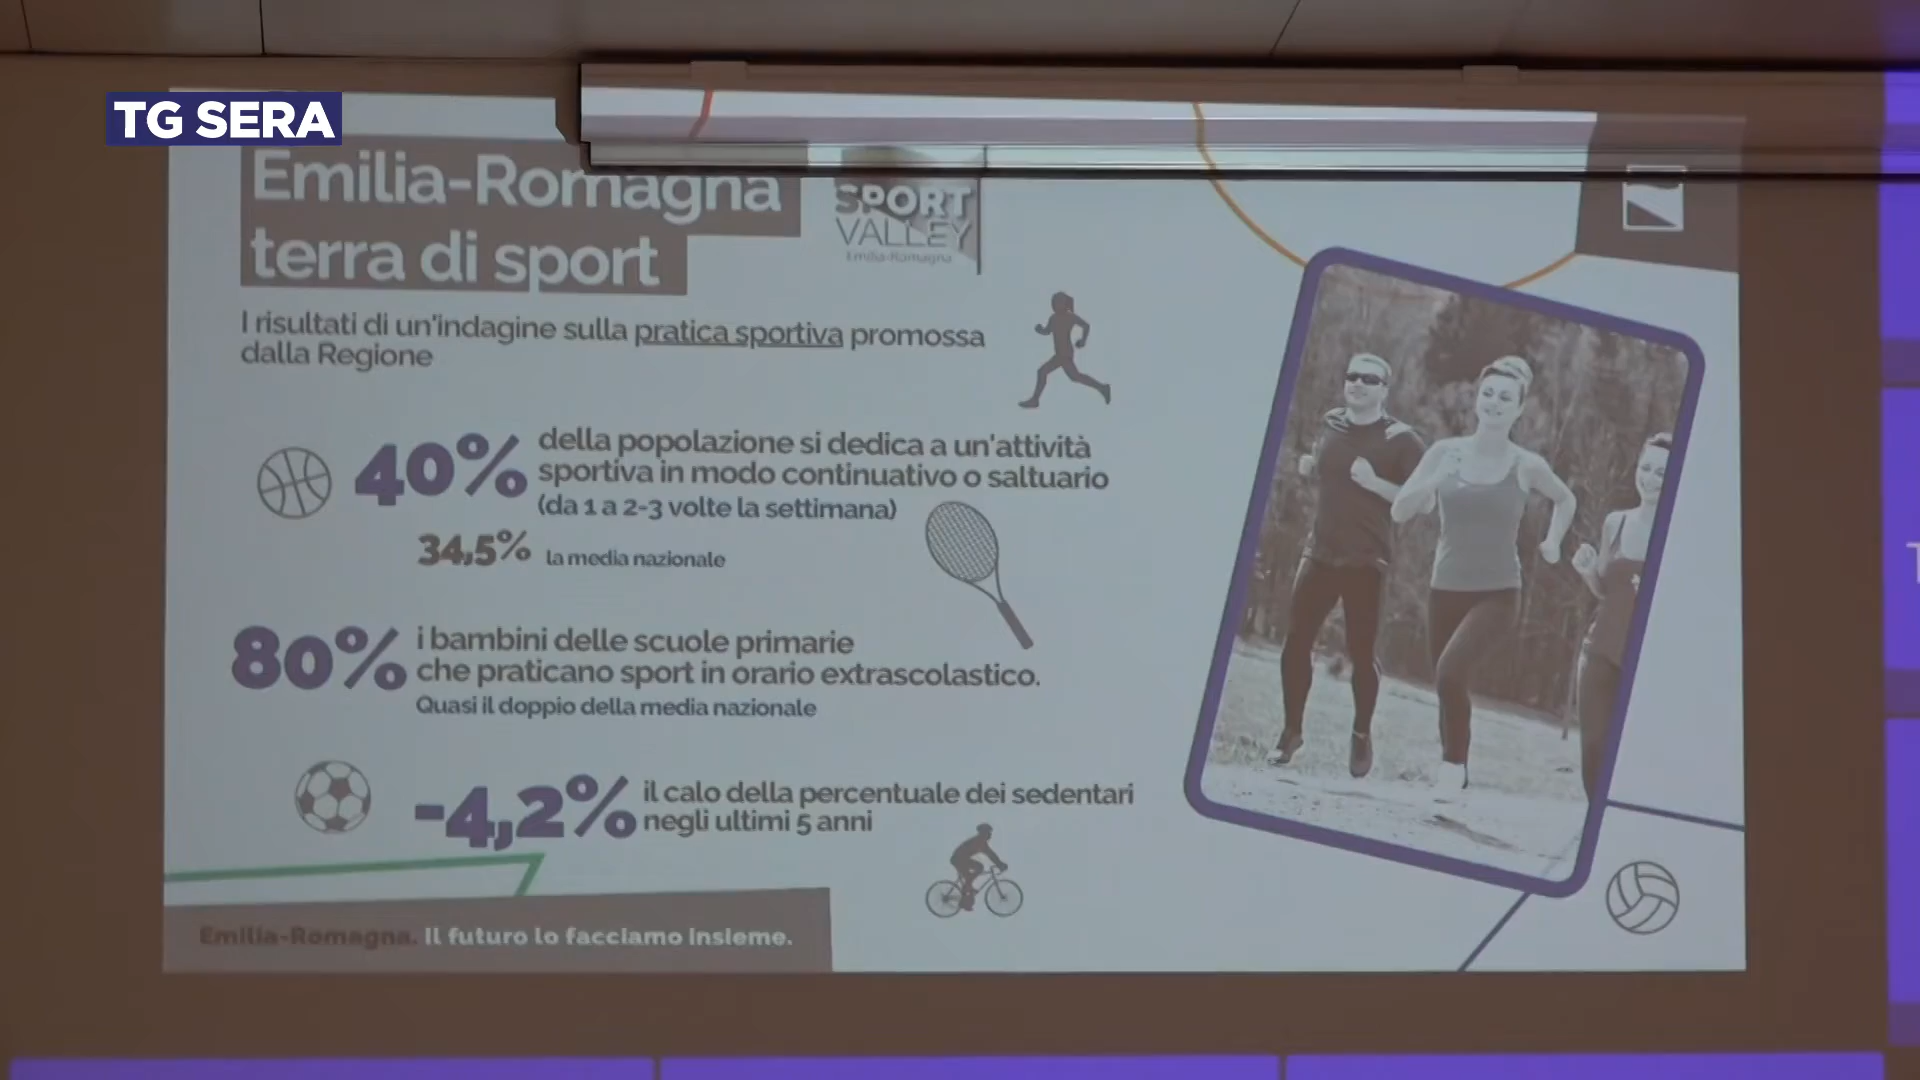 TG SERA
Emilia-Romagna
terra di sport
SPORT
VALLEY
Emilia-Romagna
I risultati di un'indagine sulla pratica sportiva promossa
dalla Regione
40% della popolazione si dedica a un'attività
sportiva in modo continuativo o saltuario
(da 1 a 2-3 volte la settimana)
34,5% la media nazionale
80% i bambini delle scuole primarie
che praticano sport in orario extrascolastico.
Quasi il doppio della media nazionale
-4,2% il calo della percentuale dei sedentari
negli ultimi 5 anni
Emilia-Romagna. Il futuro lo facciamo insieme.